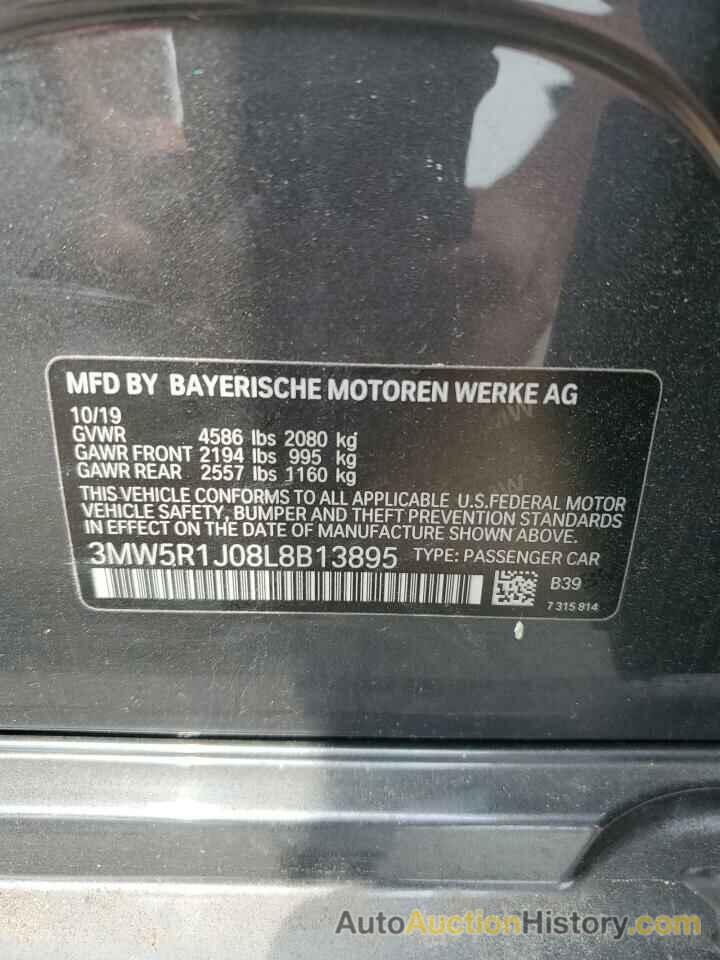 MFD BY BAYERISCHE MOTOREN WERKE AG
10/19
GVWR 4586 lbs 2080 kg
GAWR FRONT 2194 lbs 995 kg
GAWR REAR 2557 lbs 1160 kg
THIS VEHICLE CONFORMS TO ALL APPLICABLE U.S.FEDERAL MOTOR
VEHICLE SAFETY, BUMPER AND THEFT PREVENTION STANDARDS
IN EFFECT ON THE DATE OF MANUFACTURE SHOWN ABOVE.
3MW5R1J08L8B13895 TYPE: PASSENGER CAR
B39
7 315 814
AutoAuctionHistory.com